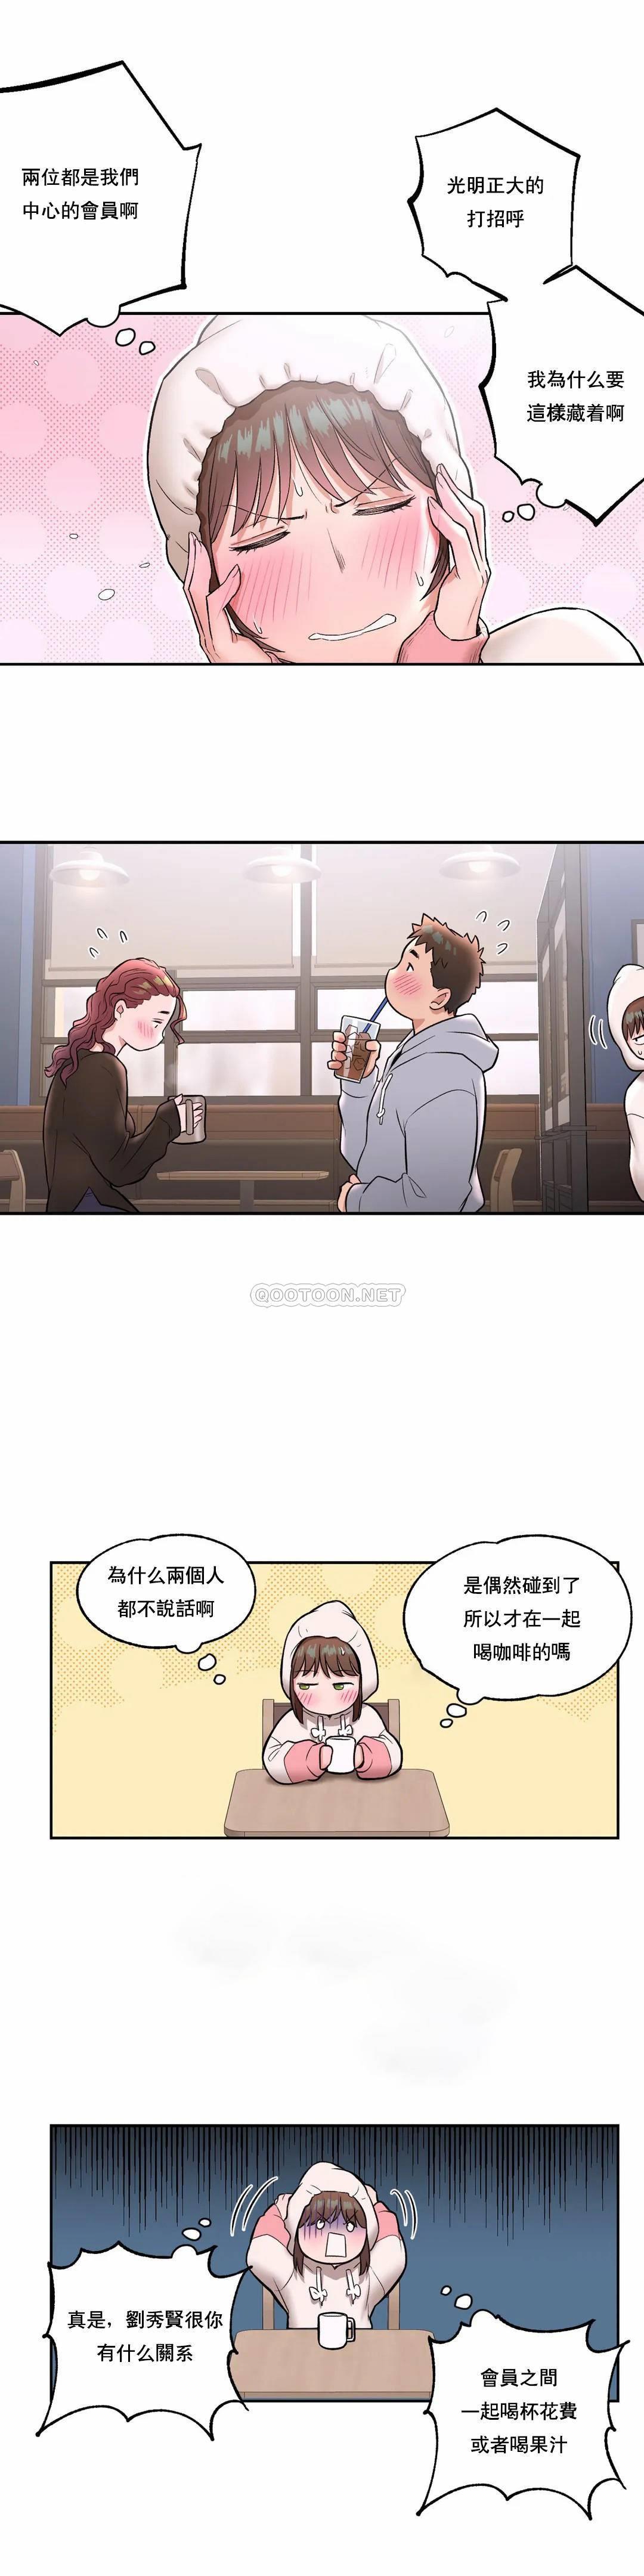 兩位都是我們
中心的會員啊
光明正大的
打招呼
我為什么要
這樣藏着啊
QOOTOON.NET
為什么兩個人
都不說話啊
是偶然碰到了
所以才在一起
喝咖啡的嗎
真是，劉秀賢很你
有什么關系
會員之間
一起喝杯花費
或者喝果汁